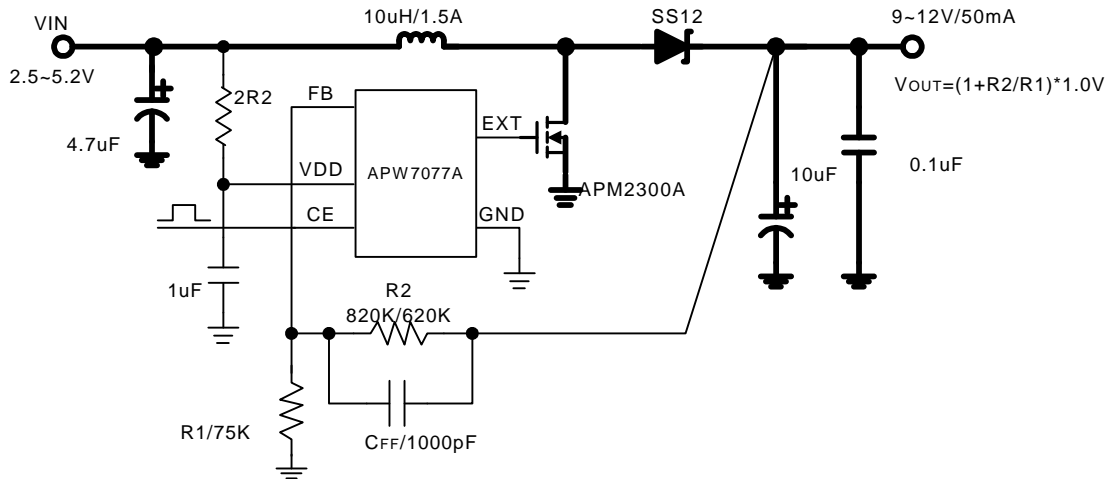 VIN
10uH/1.5A
SS12
9~12V/50mA
2.5~5.2V
VOUT=(1+R2/R1)*1.0V
4.7uF
2R2
FB
EXT
VDD
APW7077A
CE
GND
APM2300A
10uF
0.1uF
1uF
R2
820K/620K
R1/75K
CFF/1000pF